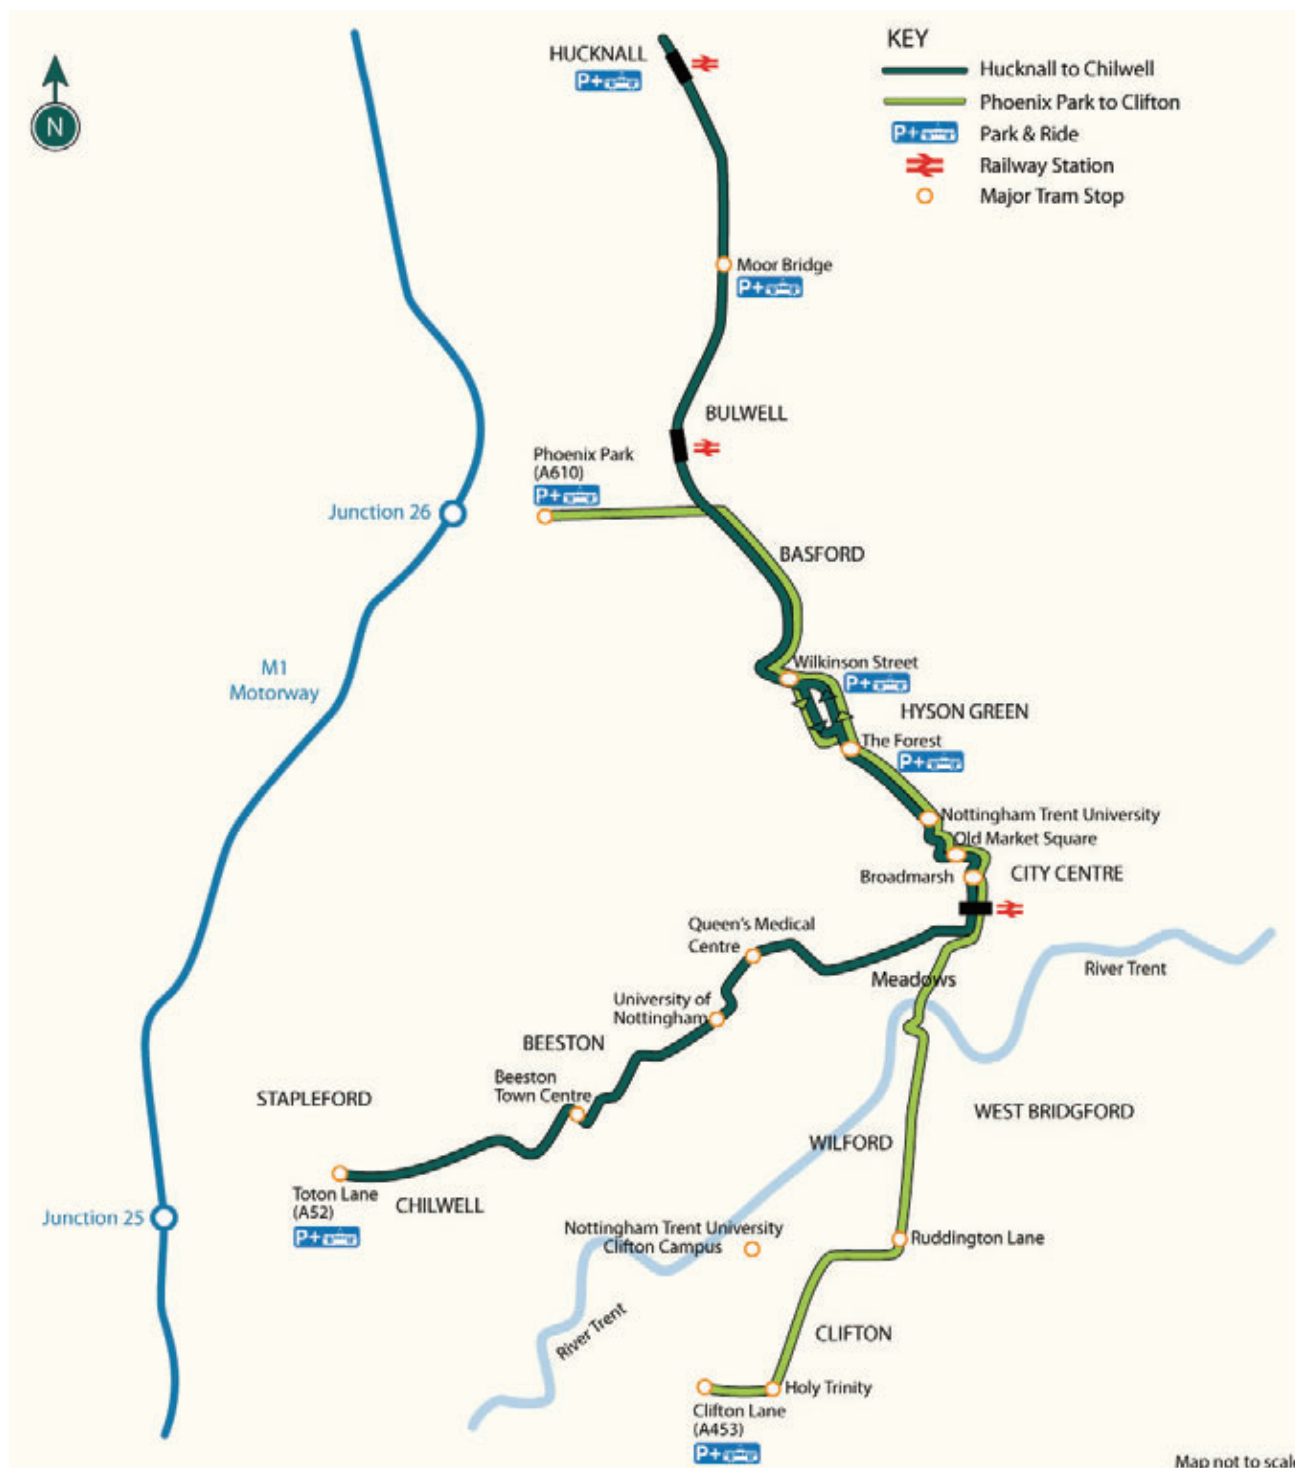 KEY
Hucknall to Chilwell
Phoenix Park to Clifton
P+
Park & Ride
Railway Station
Major Tram Stop
N
HUCKNALL
P+
Moor Bridge
P+
BULWELL
Phoenix Park
(A610)
P+
Junction 26
BASFORD
M1
Motorway
Wilkinson Street
P+
HYSON GREEN
The Forest
P+
Nottingham Trent University
Old Market Square
Broadmarsh
CITY CENTRE
Queen's Medical
Centre
River Trent
Meadows
University of
Nottingham
BEESTON
Beeston
Town Centre
STAPLEFORD
WEST BRIDGFORD
WILFORD
Toton Lane
(A52)
P+
CHILWELL
Junction 25
Nottingham Trent University
Clifton Campus
Ruddington Lane
River Trent
CLIFTON
Holy Trinity
Clifton Lane
(A453)
P+
Map not to scale